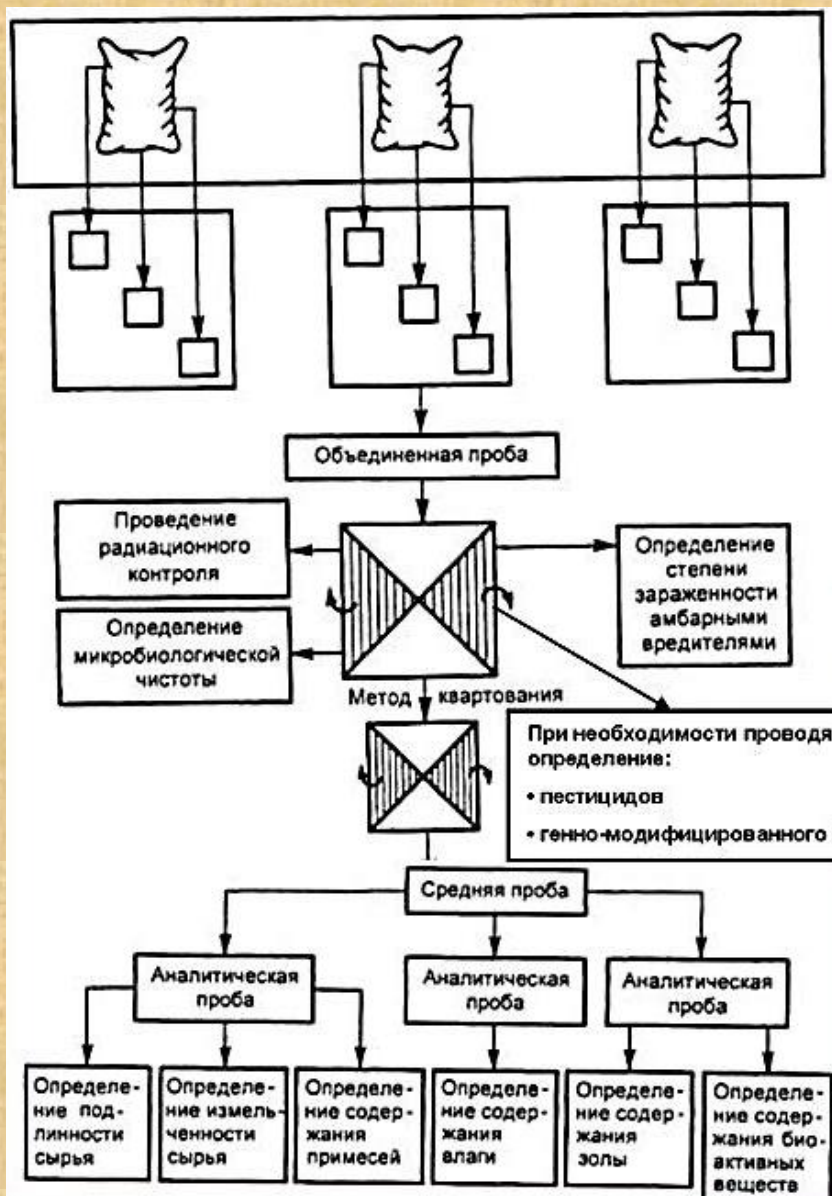 Объединенная проба
Проведение
радиационного
контроля
Определение
степени
зараженности
амбарными
вредителями
Определение
микробиологической
чистоты
Метод квартования
При необходимости проводя
определение:
• пестицидов
• генно-модифицированного
Средняя проба
Аналитическая
проба
Аналитическая
проба
Аналитическая
проба
Определе-
ние под-
линности
сырья
Определе-
ние измель-
ченности
сырья
Определе-
ние содер-
жания
примесей
Определе-
ние содер-
жания
влаги
Определе-
ние содер-
жания
золы
Определе-
ние содер-
жания био-
активных
веществ